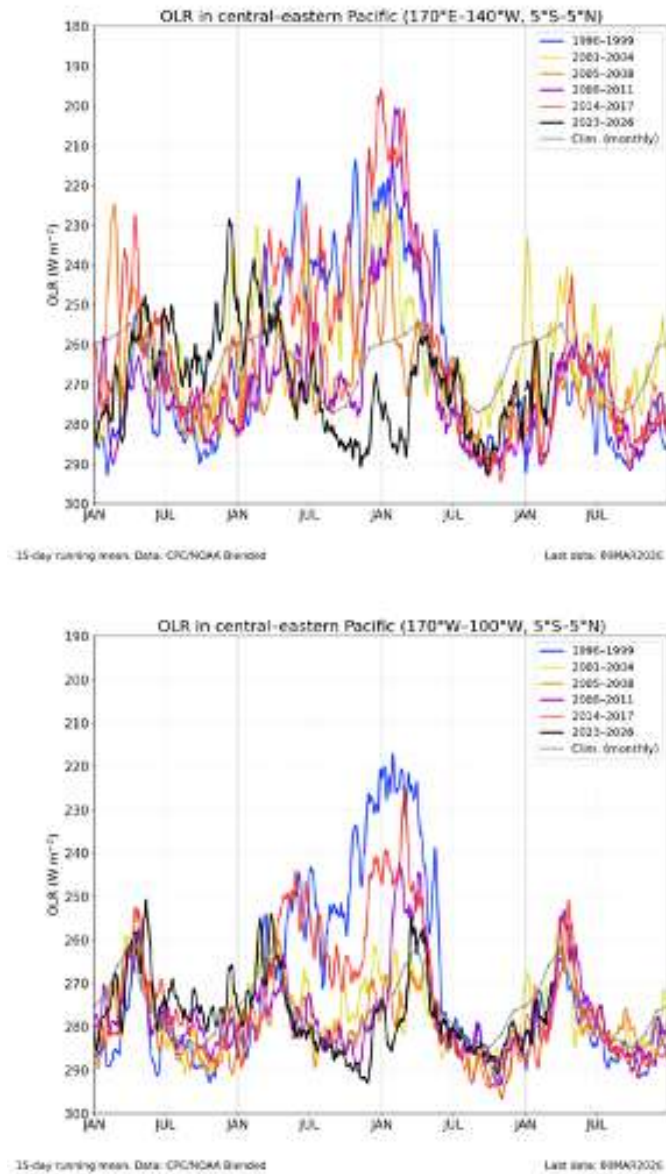 OLR in central-eastern Pacific (170°E-140°W, 5°S-5°N)
180
190
200
210
220
230
240
250
260
270
280
290
300
OLR (W m⁻²)
1996-1999
2001-2004
2005-2008
2008-2011
2014-2017
2023-2026
Clim. (monthly)
JAN
JUL
JAN
JUL
JAN
JUL
JAN
JUL
15-day running mean. Data: CPC/NOAA Blended
Last data: 09MAR2026
OLR in central-eastern Pacific (170°W-100°W, 5°S-5°N)
190
200
210
220
230
240
250
260
270
280
290
300
OLR (W m⁻²)
1996-1999
2001-2004
2005-2008
2008-2011
2014-2017
2023-2026
Clim. (monthly)
JAN
JUL
JAN
JUL
JAN
JUL
JAN
JUL
15-day running mean. Data: CPC/NOAA Blended
Last data: 09MAR2026